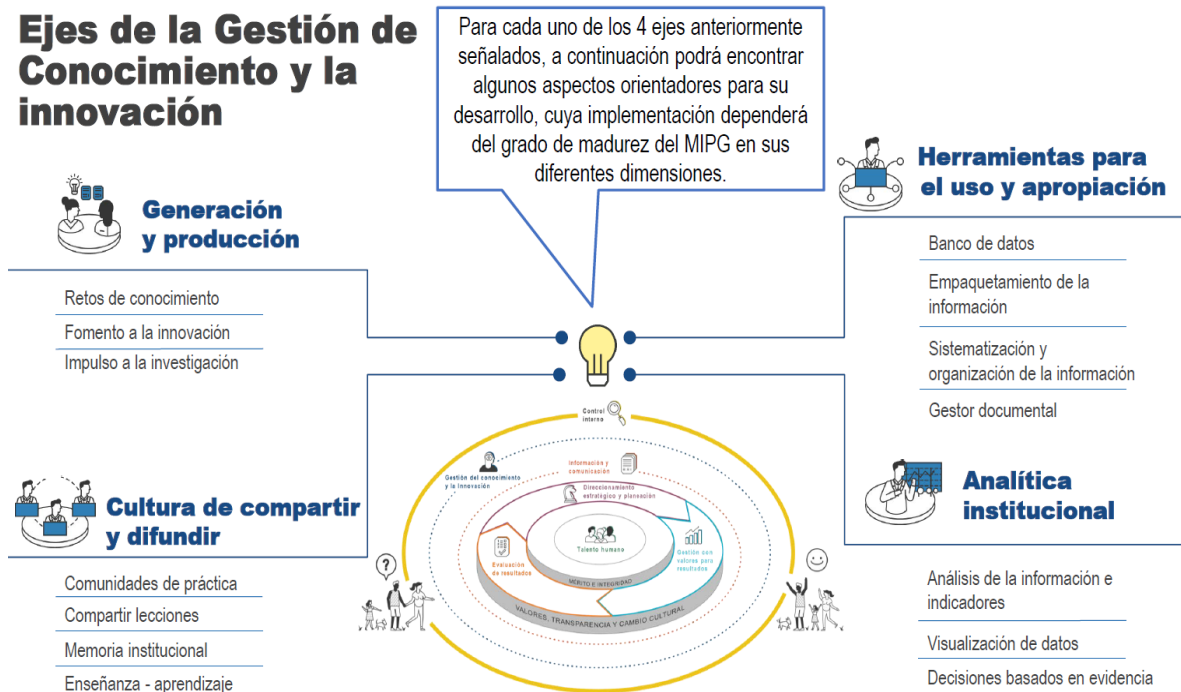 Ejes de la Gestión de
Conocimiento y la
innovación
Para cada uno de los 4 ejes anteriormente
señalados, a continuación podrá encontrar
algunos aspectos orientadores para su
desarrollo, cuya implementación dependerá
del grado de madurez del MIPG en sus
diferentes dimensiones.
Generación
y producción
Retos de conocimiento
Fomento a la innovación
Impulso a la investigación
Herramientas para
el uso y apropiación
Banco de datos
Empaquetamiento de la
información
Sistematización y
organización de la información
Gestor documental
Cultura de compartir
y difundir
Comunidades de práctica
Compartir lecciones
Memoria institucional
Enseñanza - aprendizaje
Analítica
institucional
Análisis de la información e
indicadores
Visualización de datos
Decisiones basados en evidencia
Control
interno
Gestión del conocimiento
y la Innovación
Información y
comunicación
Direccionamiento
estratégico y planeación
Talento humano
Evaluación
de resultados
Gestión con
valores para
resultados
MÉRITO E INTEGRIDAD
VALORES, TRANSPARENCIA Y CAMBIO CULTURAL
?